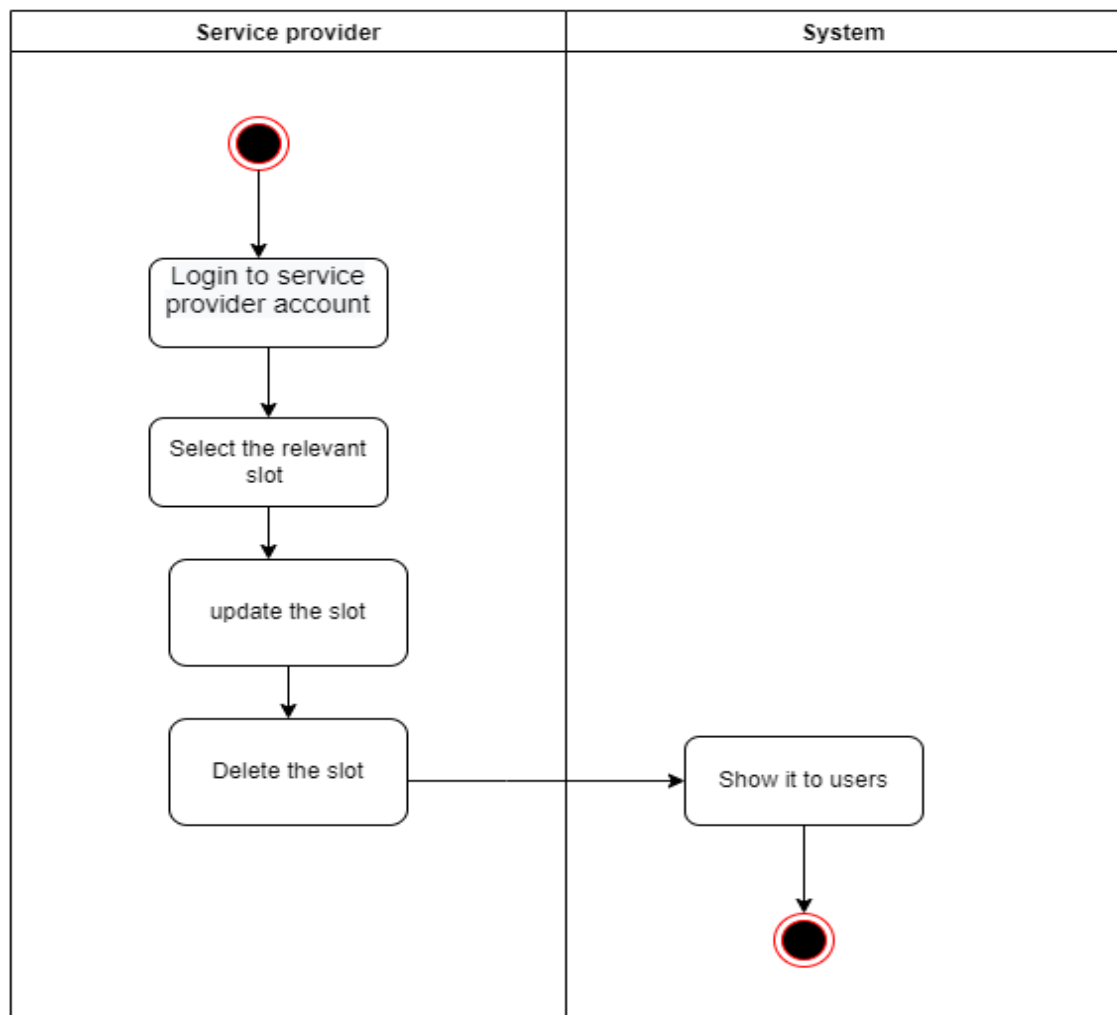 Service provider
System
Login to service
provider account
Select the relevant
slot
update the slot
Delete the slot
Show it to users